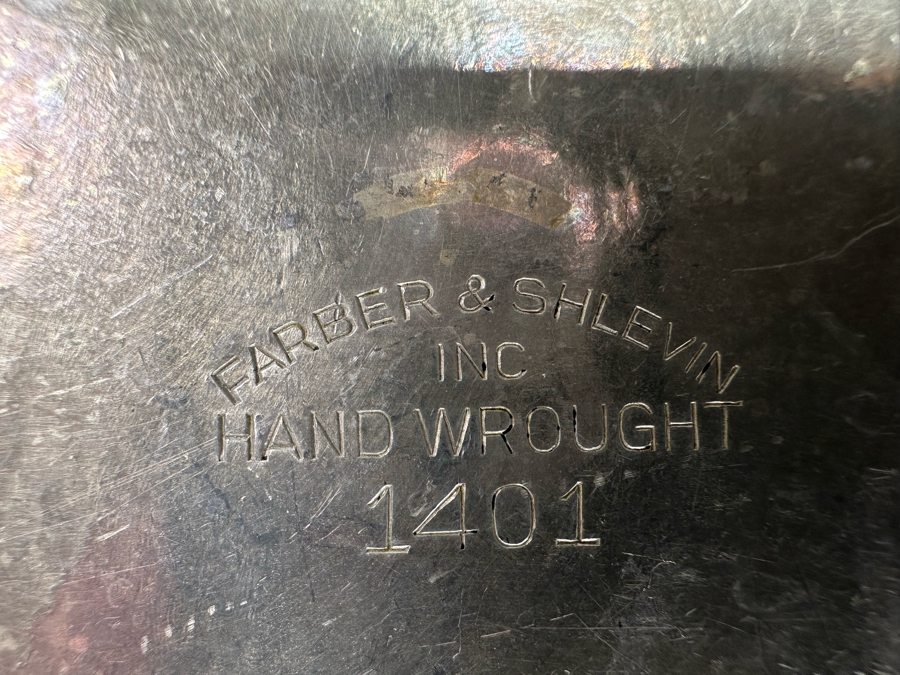 FARBER & SHLEVIN
INC
HAND WROUGHT
1401